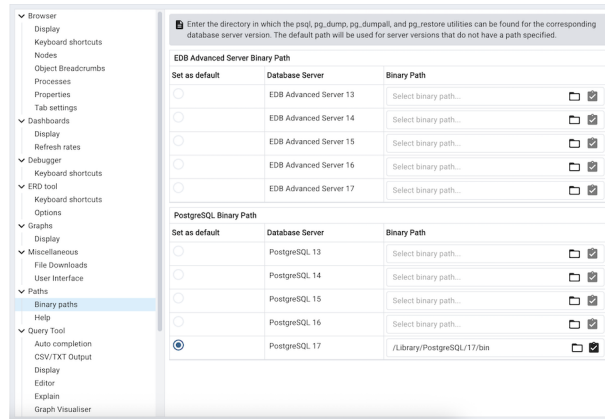 Browser
Display
Keyboard shortcuts
Nodes
Object Breadcrumbs
Processes
Properties
Tab settings
Dashboards
Display
Refresh rates
Debugger
Keyboard shortcuts
ERD tool
Keyboard shortcuts
Options
Graphs
Display
Miscellaneous
File Downloads
User Interface
Paths
Binary paths
Help
Query Tool
Auto completion
CSV/TXT Output
Display
Editor
Explain
Graph Visualiser
Enter the directory in which the psql, pg_dump, pg_dumpall, and pg_restore utilities can be found for the corresponding
database server version. The default path will be used for server versions that do not have a path specified.
EDB Advanced Server Binary Path
Set as default Database Server Binary Path
EDB Advanced Server 13 Select binary path...
EDB Advanced Server 14 Select binary path...
EDB Advanced Server 15 Select binary path...
EDB Advanced Server 16 Select binary path...
EDB Advanced Server 17 Select binary path...
PostgreSQL Binary Path
Set as default Database Server Binary Path
PostgreSQL 13 Select binary path...
PostgreSQL 14 Select binary path...
PostgreSQL 15 Select binary path...
PostgreSQL 16 Select binary path...
PostgreSQL 17 /Library/PostgreSQL/17/bin